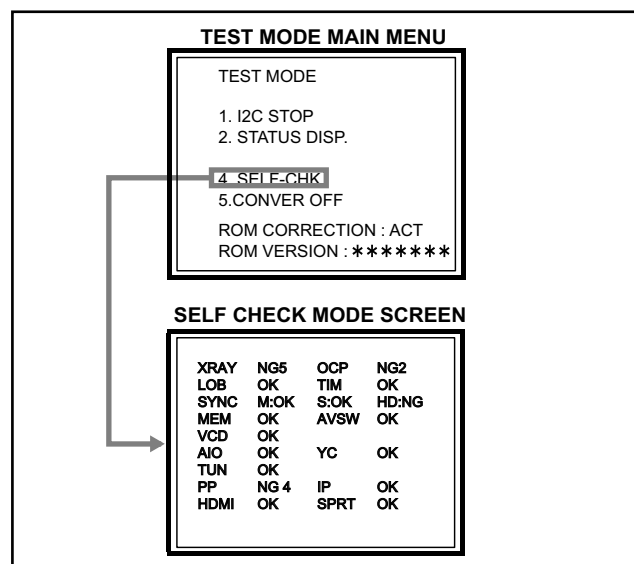 TEST MODE MAIN MENU
TEST MODE
1. I2C STOP
2. STATUS DISP.
4. SELF-CHK
5.CONVER OFF
ROM CORRECTION : ACT
ROM VERSION : *******
SELF CHECK MODE SCREEN
XRAY NG5 OCP NG2
LOB OK TIM OK
SYNC M:OK S:OK HD:NG
MEM OK AVSW OK
VCD OK
AIO OK YC OK
TUN OK
PP NG 4 IP OK
HDMI OK SPRT OK